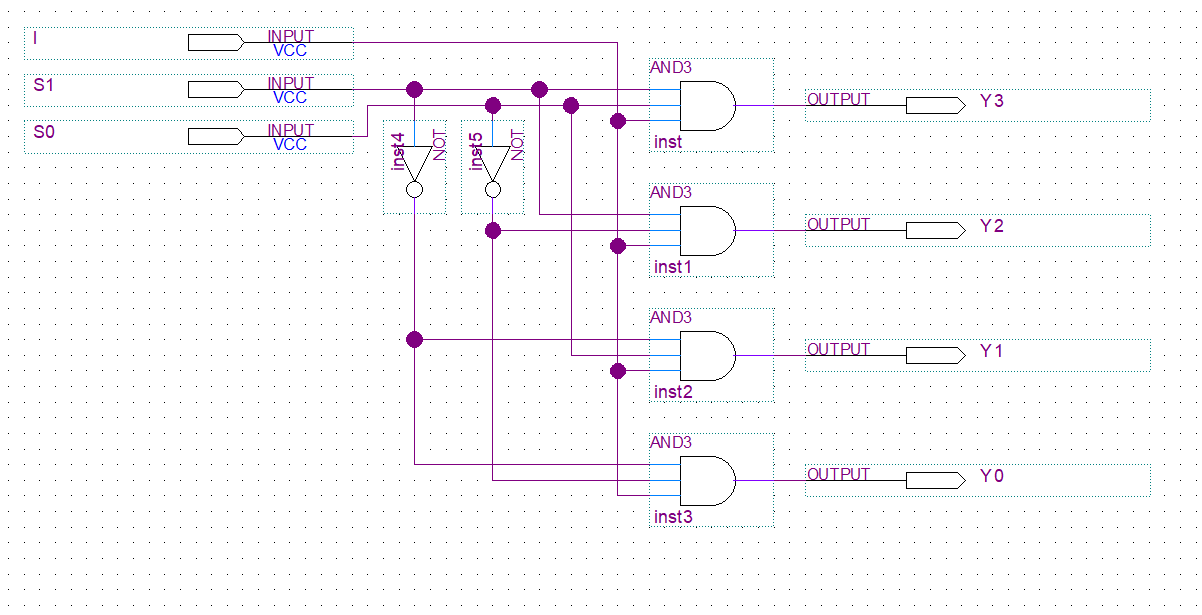 I
INPUT
VCC
S1
INPUT
VCC
S0
INPUT
VCC
inst4
NOT
inst5
NOT
AND3
inst
OUTPUT
Y3
AND3
inst1
OUTPUT
Y2
AND3
inst2
OUTPUT
Y1
AND3
inst3
OUTPUT
Y0